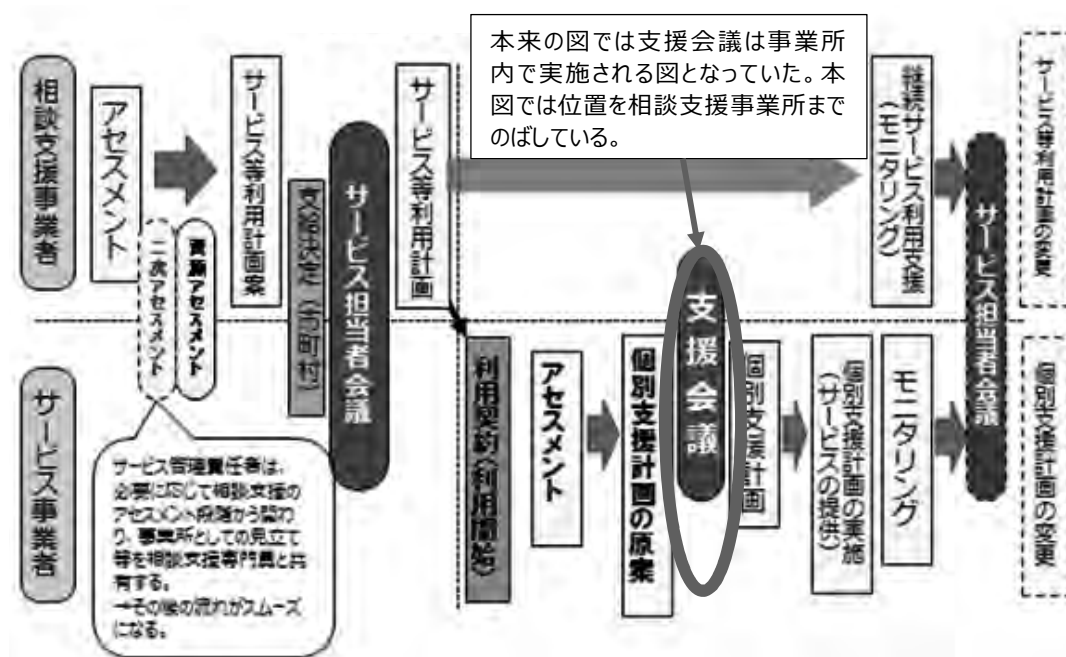 本来の図では支援会議は事業所
内で実施される図となっていた。本
図では位置を相談支援事業所まで
のばしている。
相談支援事業者
アセスメント
二次アセスメント
サービス等利用計画案
支給決定（市町村）
サービス担当者会議
サービス等利用計画
継続サービス利用支援
（モニタリング）
サービス担当者会議
サービス等利用計画の変更
サービス事業者
サービス管理責任者は、
必要に応じて相談支援の
アセスメント段階から関わ
り、事業所としての見立て
等を相談支援専門員と共
有する。
→その後の流れがスムーズ
になる。
利用契約（利用開始）
アセスメント
個別支援計画の原案
支援会議
個別支援計画
個別支援計画の実施
（サービスの提供）
モニタリング
個別支援計画の変更